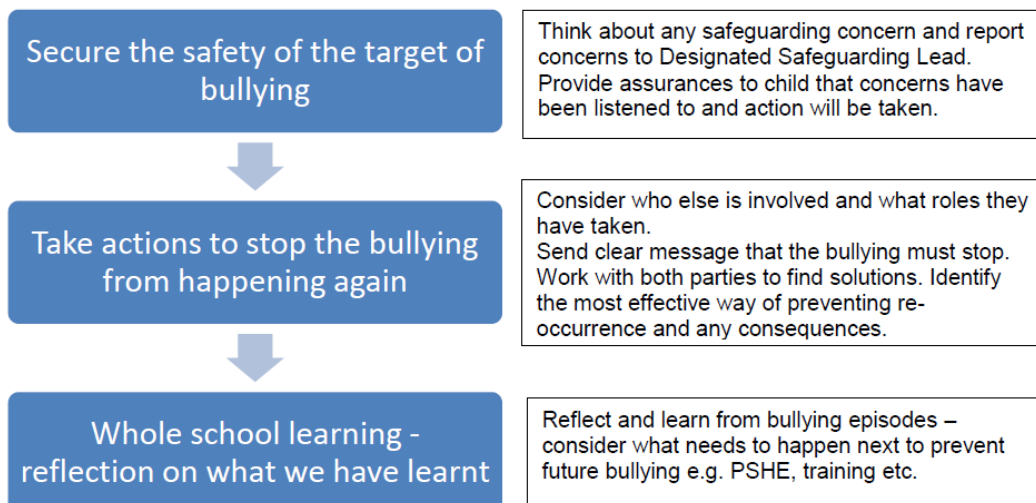 Secure the safety of the target of
bullying
Think about any safeguarding concern and report
concerns to Designated Safeguarding Lead.
Provide assurances to child that concerns have
been listened to and action will be taken.
Take actions to stop the bullying
from happening again
Consider who else is involved and what roles they
have taken.
Send clear message that the bullying must stop.
Work with both parties to find solutions. Identify
the most effective way of preventing re-
occurrence and any consequences.
Whole school learning -
reflection on what we have learnt
Reflect and learn from bullying episodes –
consider what needs to happen next to prevent
future bullying e.g. PSHE, training etc.